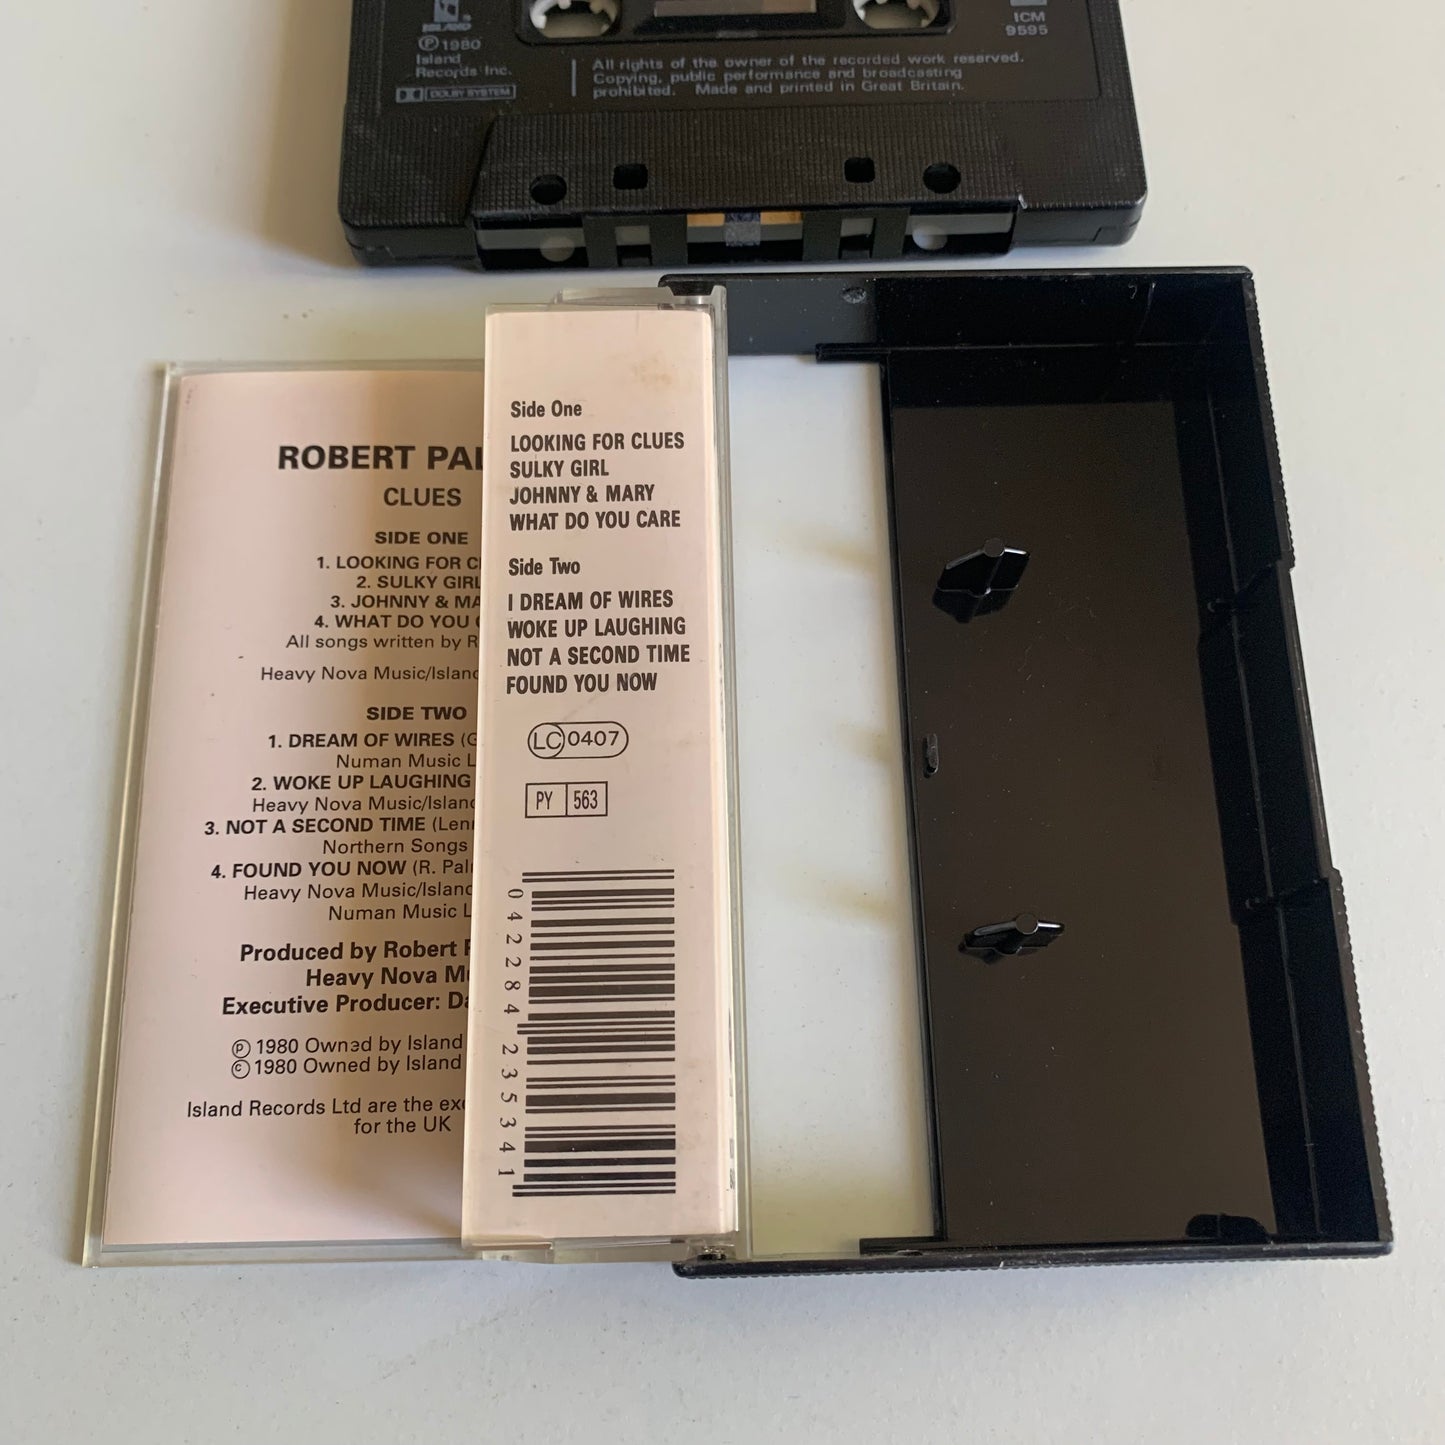 ISLAND
℗ 1980
Island
Records Inc.
DOLBY SYSTEM
ICM
9595
All rights of the owner of the recorded work reserved.
Copying, public performance and broadcasting
prohibited. Made and printed in Great Britain.
ROBERT PAL
CLUES
SIDE ONE
1. LOOKING FOR C
2. SULKY GIRL
3. JOHNNY & MA
4. WHAT DO YOU
All songs written by R
Heavy Nova Music/Island
SIDE TWO
1. DREAM OF WIRES (G
Numan Music L
2. WOKE UP LAUGHING
Heavy Nova Music/Island
3. NOT A SECOND TIME (Lenn
Northern Songs
4. FOUND YOU NOW (R. Pal
Heavy Nova Music/Island
Numan Music L
Produced by Robert P
Heavy Nova Mu
Executive Producer: Da
℗ 1980 Owned by Island
© 1980 Owned by Island
Island Records Ltd are the exc
for the UK
Side One
LOOKING FOR CLUES
SULKY GIRL
JOHNNY & MARY
WHAT DO YOU CARE
Side Two
I DREAM OF WIRES
WOKE UP LAUGHING
NOT A SECOND TIME
FOUND YOU NOW
LC 0407
PY 563
042284235341